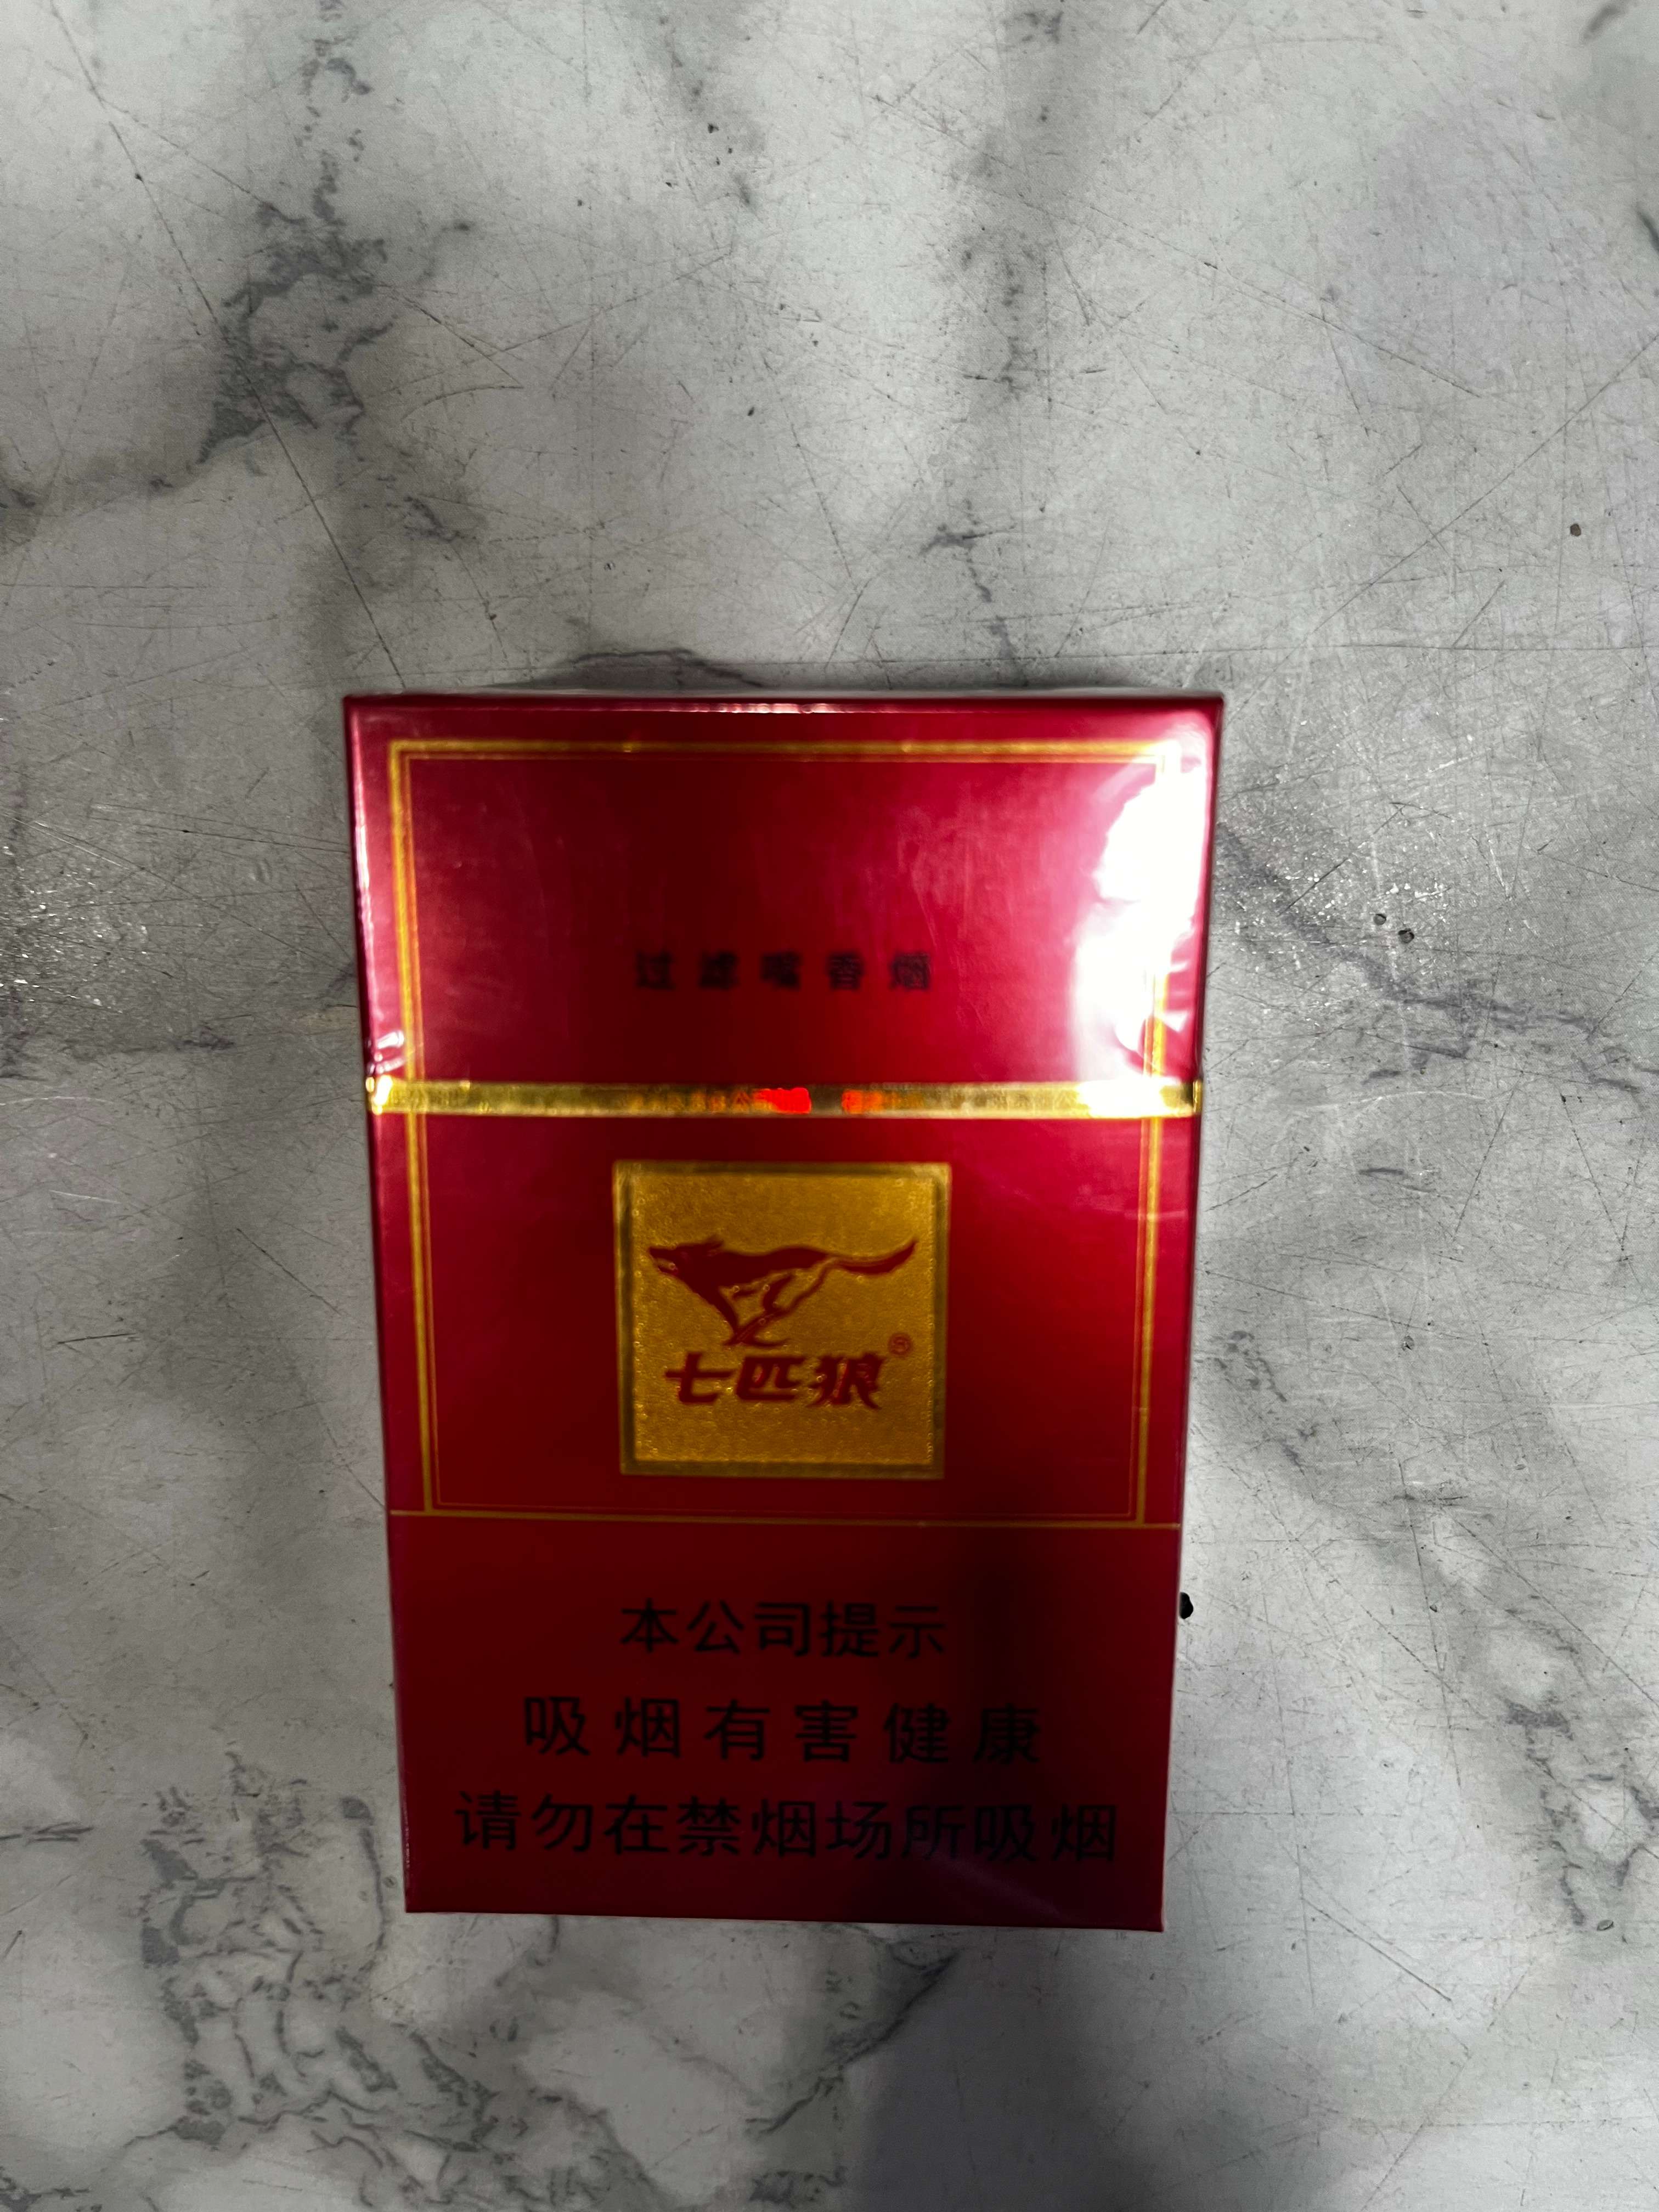 过滤嘴香烟
七匹狼®
本公司提示
吸烟有害健康
请勿在禁烟场所吸烟